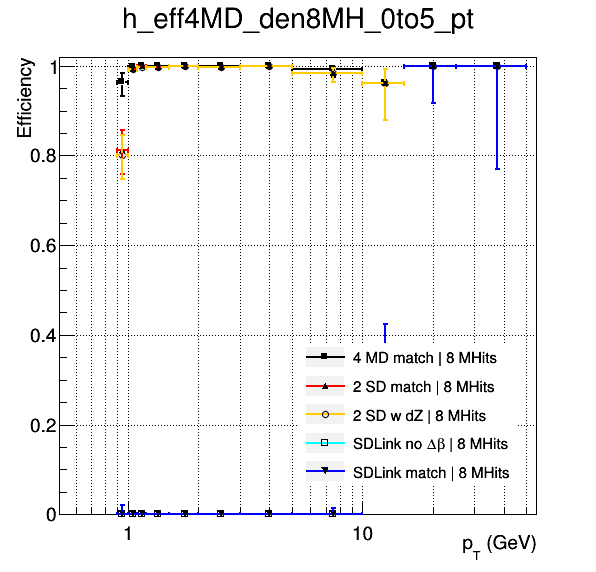 h_eff4MD_den8MH_0to5_pt
Efficiency
1
0.8
0.6
0.4
0.2
0
4 MD match | 8 MHits
2 SD match | 8 MHits
2 SD w dZ | 8 MHits
SDLink no Δβ | 8 MHits
SDLink match | 8 MHits
1
10
p_T (GeV)